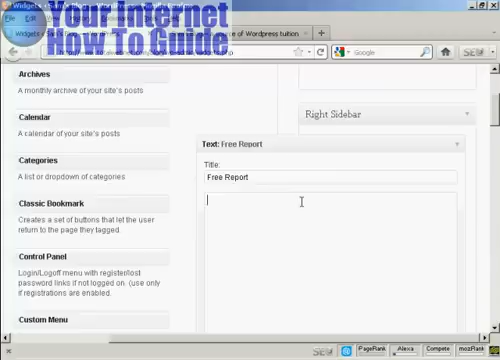 Your Internet
How To Guide
Google
of Wordpress tuition
Archives
A monthly archive of your site's posts
Calendar
A calendar of your site's posts
Categories
A list or dropdown of categories
Classic Bookmark
Creates a set of buttons that let the user
return to the page they tagged.
Control Panel
Login/Logoff menu with register/lost
password links if not logged on. (use only
if registrations are enabled.
Custom Menu
Right Sidebar
Text: Free Report
Title:
Free Report
PageRank
Alexa
Compete
mozRank